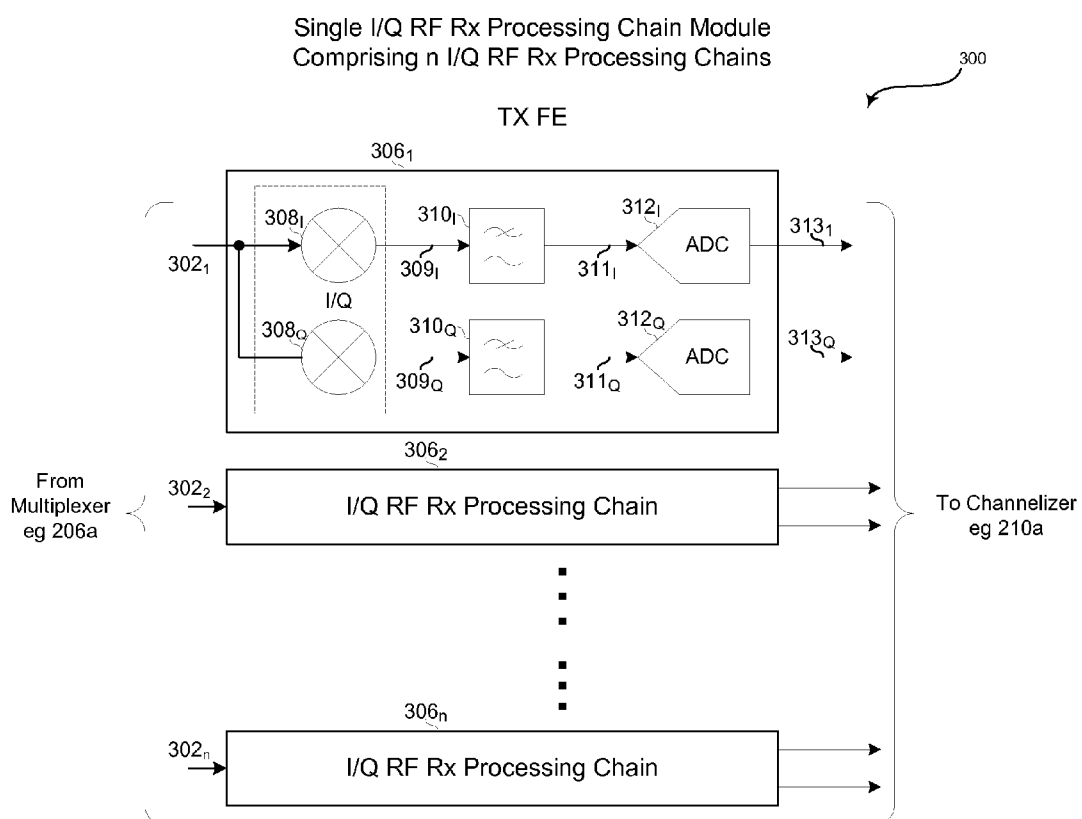 Single I/Q RF Rx Processing Chain Module
Comprising n I/Q RF Rx Processing Chains
300
TX FE
306₁
308I
310I
312I
ADC
313₁
302₁
309I
311I
I/Q
308Q
310Q
312Q
ADC
313Q
309Q
311Q
306₂
From
Multiplexer
eg 206a
302₂
I/Q RF Rx Processing Chain
To Channelizer
eg 210a
306ₙ
302ₙ
I/Q RF Rx Processing Chain